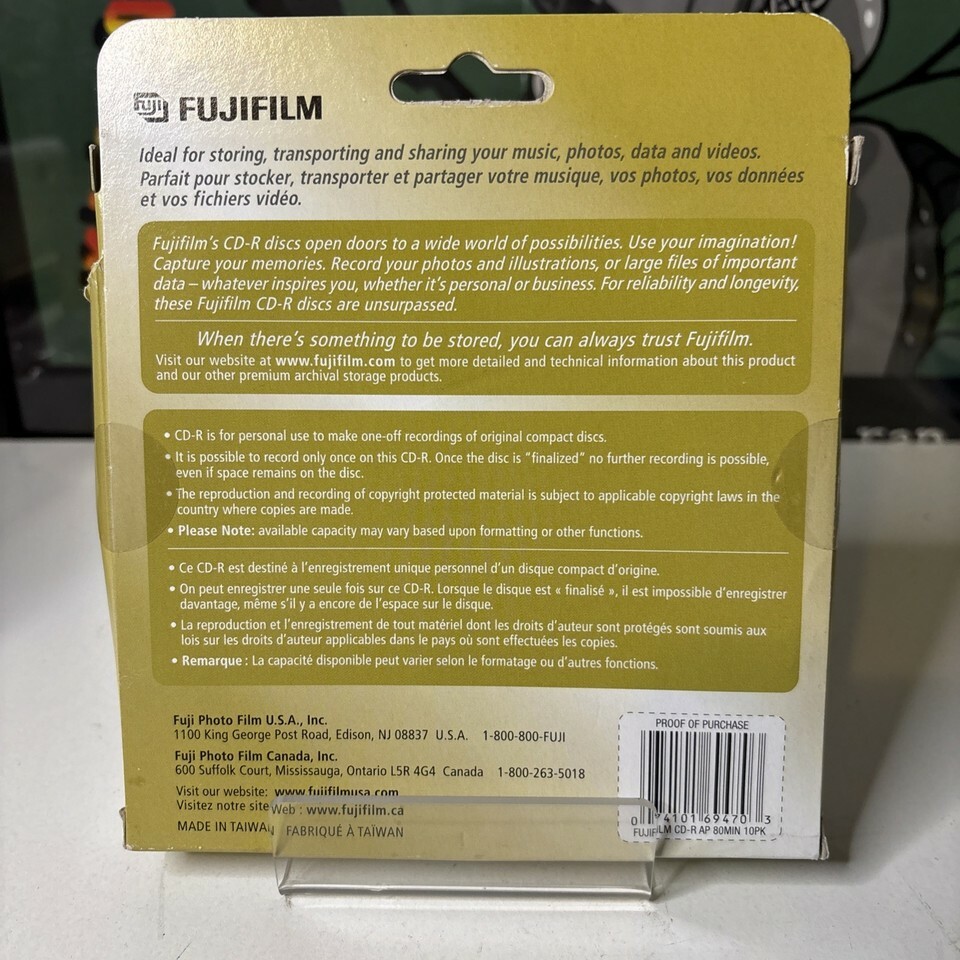 FUJI FUJIFILM
Ideal for storing, transporting and sharing your music, photos, data and videos.
Parfait pour stocker, transporter et partager votre musique, vos photos, vos données
et vos fichiers vidéo.
Fujifilm's CD-R discs open doors to a wide world of possibilities. Use your imagination!
Capture your memories. Record your photos and illustrations, or large files of important
data – whatever inspires you, whether it's personal or business. For reliability and longevity,
these Fujifilm CD-R discs are unsurpassed.
When there's something to be stored, you can always trust Fujifilm.
Visit our website at www.fujifilm.com to get more detailed and technical information about this product
and our other premium archival storage products.
• CD-R is for personal use to make one-off recordings of original compact discs.
• It is possible to record only once on this CD-R. Once the disc is "finalized" no further recording is possible,
even if space remains on the disc.
• The reproduction and recording of copyright protected material is subject to applicable copyright laws in the
country where copies are made.
• Please Note: available capacity may vary based upon formatting or other functions.
• Ce CD-R est destiné à l'enregistrement unique personnel d'un disque compact d'origine.
• On peut enregistrer une seule fois sur ce CD-R. Lorsque le disque est « finalisé », il est impossible d'enregistrer
davantage, même s'il y a encore de l'espace sur le disque.
• La reproduction et l'enregistrement de tout matériel dont les droits d'auteur sont protégés sont soumis aux
lois sur les droits d'auteur applicables dans le pays où sont effectuées les copies.
• Remarque : La capacité disponible peut varier selon le formatage ou d'autres fonctions.
Fuji Photo Film U.S.A., Inc.
1100 King George Post Road, Edison, NJ 08837 U.S.A. 1-800-800-FUJI
Fuji Photo Film Canada, Inc.
600 Suffolk Court, Mississauga, Ontario L5R 4G4 Canada 1-800-263-5018
Visit our website: www.fujifilmusa.com
Visitez notre site Web : www.fujifilm.ca
MADE IN TAIWAN FABRIQUÉ À TAÏWAN
PROOF OF PURCHASE
0 74101 69470 3
FUJIFILM CD-R AP 80MIN 10PK